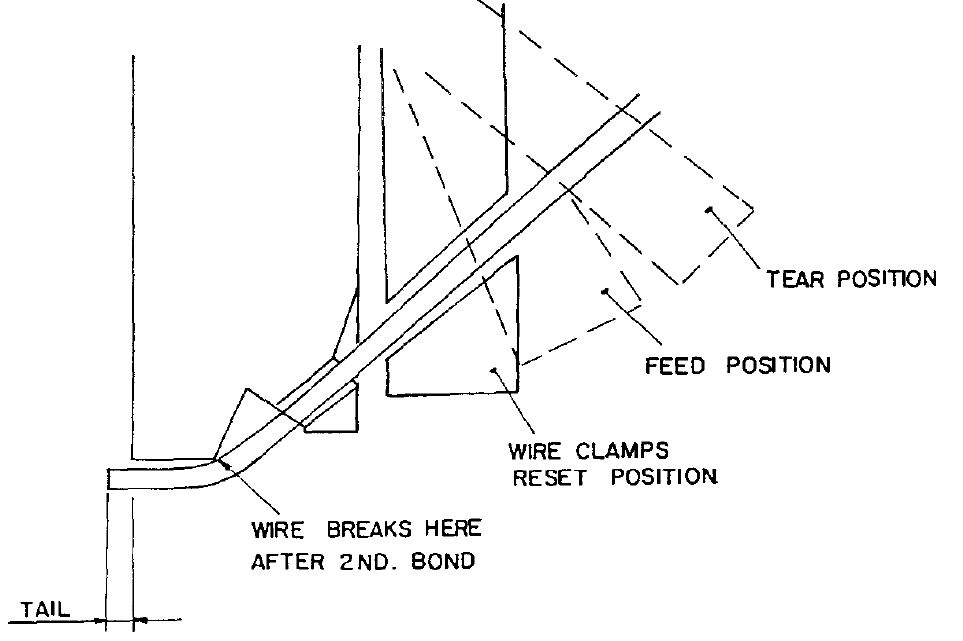 TEAR POSITION
FEED POSITION
WIRE CLAMPS
RESET POSITION
WIRE BREAKS HERE
AFTER 2ND. BOND
TAIL